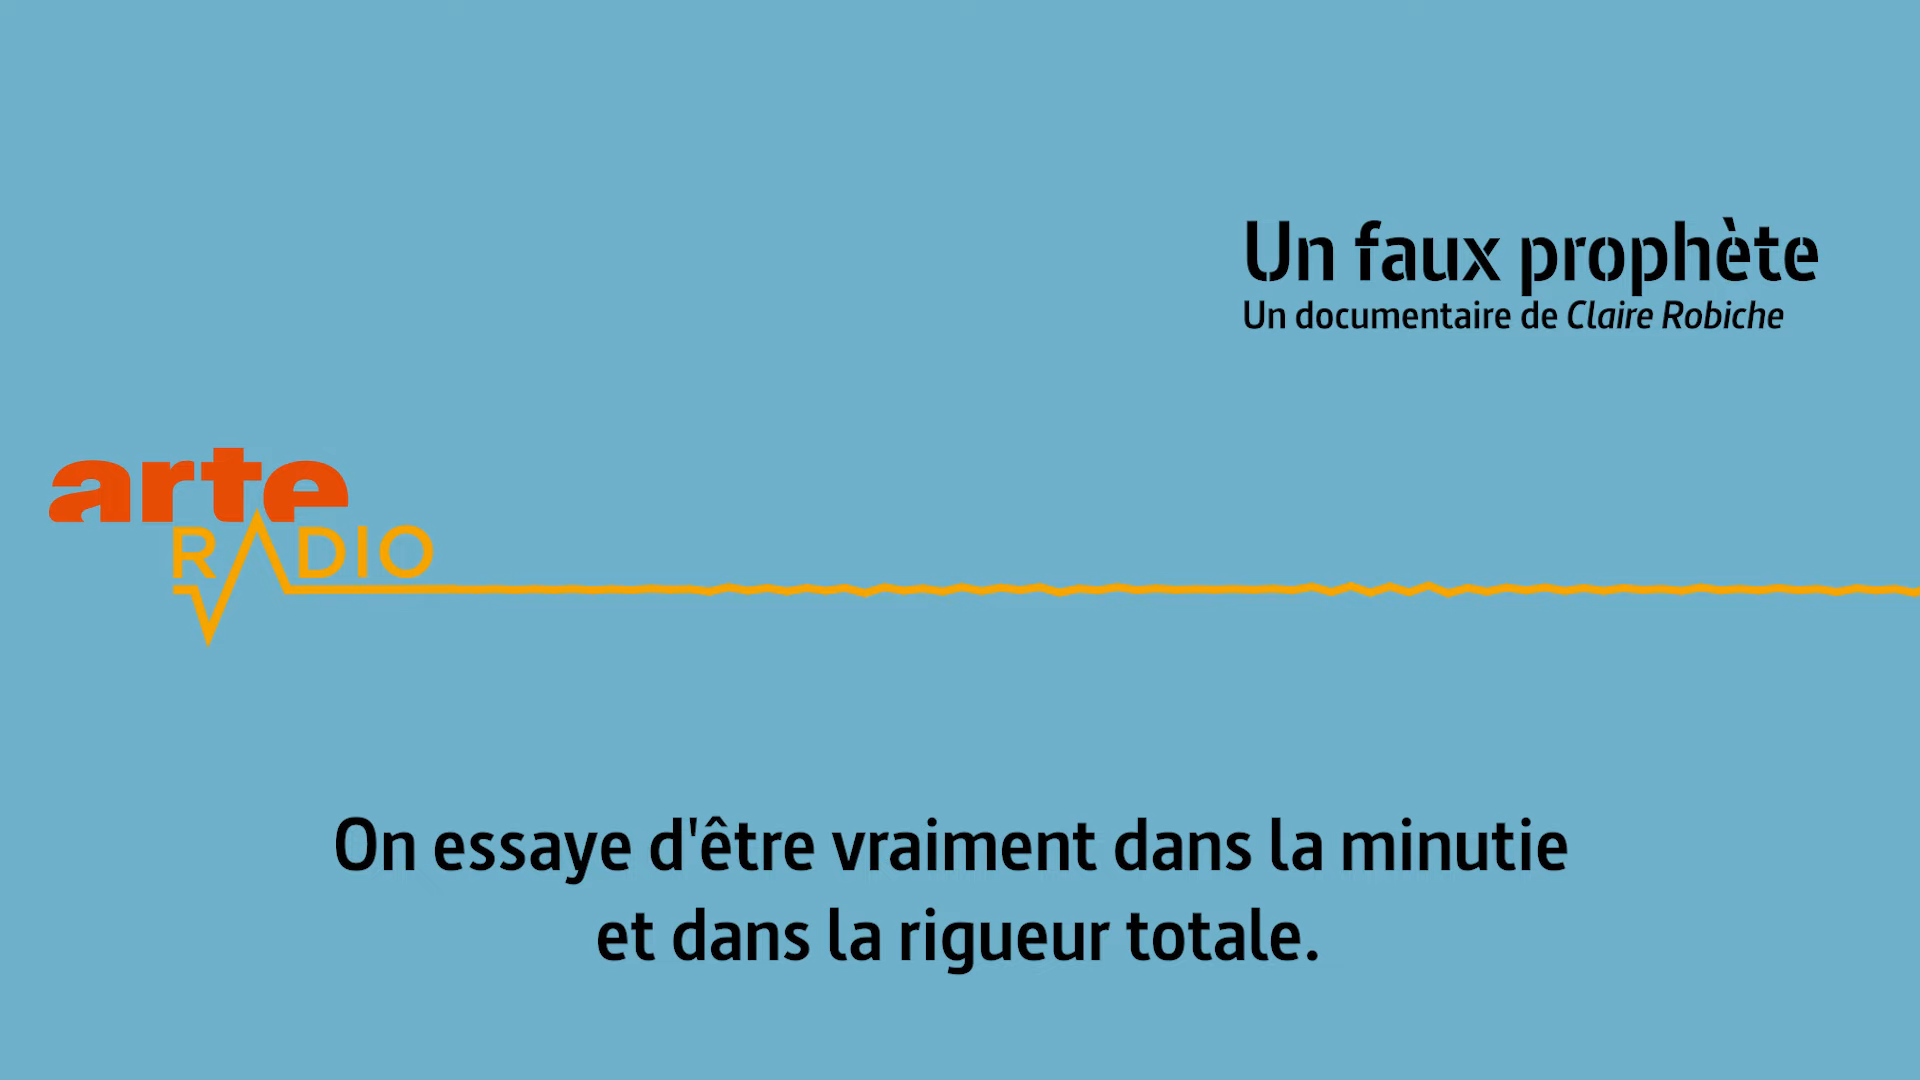 Un faux prophète
Un documentaire de Claire Robiche
arte
RADIO
On essaye d'être vraiment dans la minutie
et dans la rigueur totale.